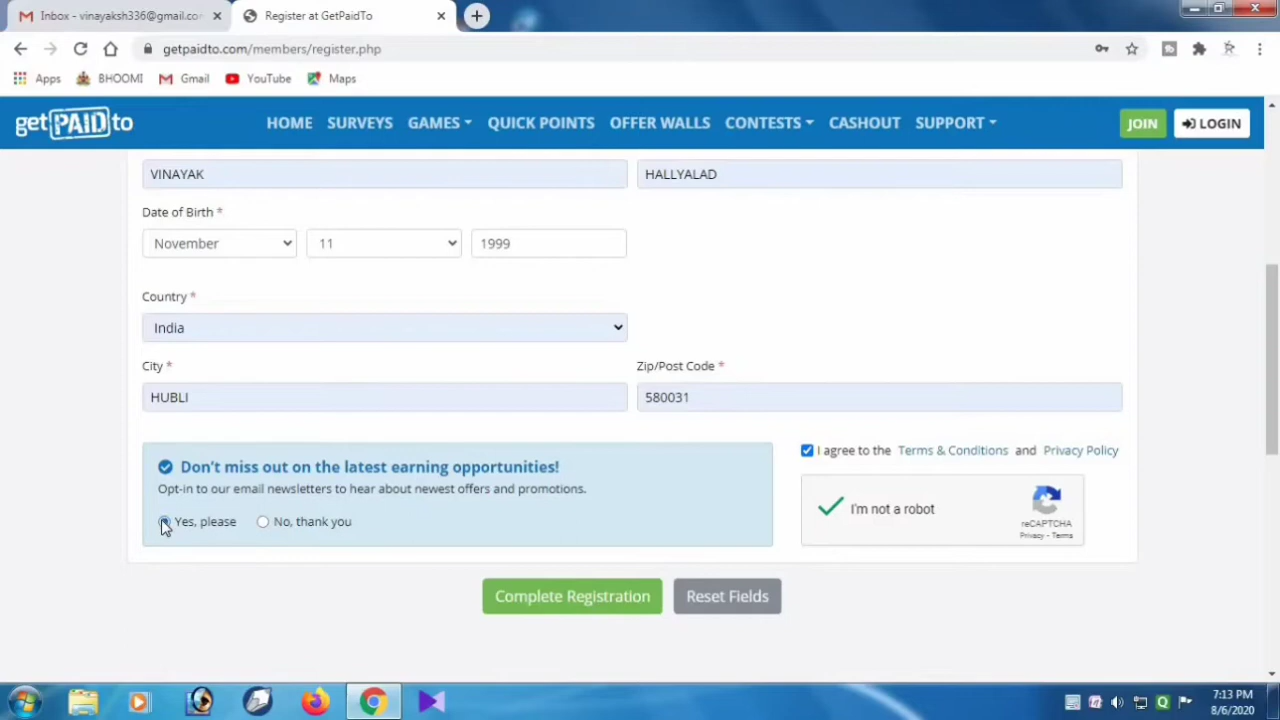 Inbox - vinayaksh336@gmail.co
Register at GetPaidTo
getpaidto.com/members/register.php
Apps BHOOMI Gmail YouTube Maps
get PAID to HOME SURVEYS GAMES QUICK POINTS OFFER WALLS CONTESTS CASHOUT SUPPORT JOIN LOGIN
VINAYAK HALLYALAD
Date of Birth *
November 11 1999
Country *
India
City * Zip/Post Code *
HUBLI 580031
Don't miss out on the latest earning opportunities!
Opt-in to our email newsletters to hear about newest offers and promotions.
Yes, please No, thank you
I agree to the Terms & Conditions and Privacy Policy
I'm not a robot
reCAPTCHA
Privacy - Terms
Complete Registration Reset Fields
7:13 PM
8/6/2020